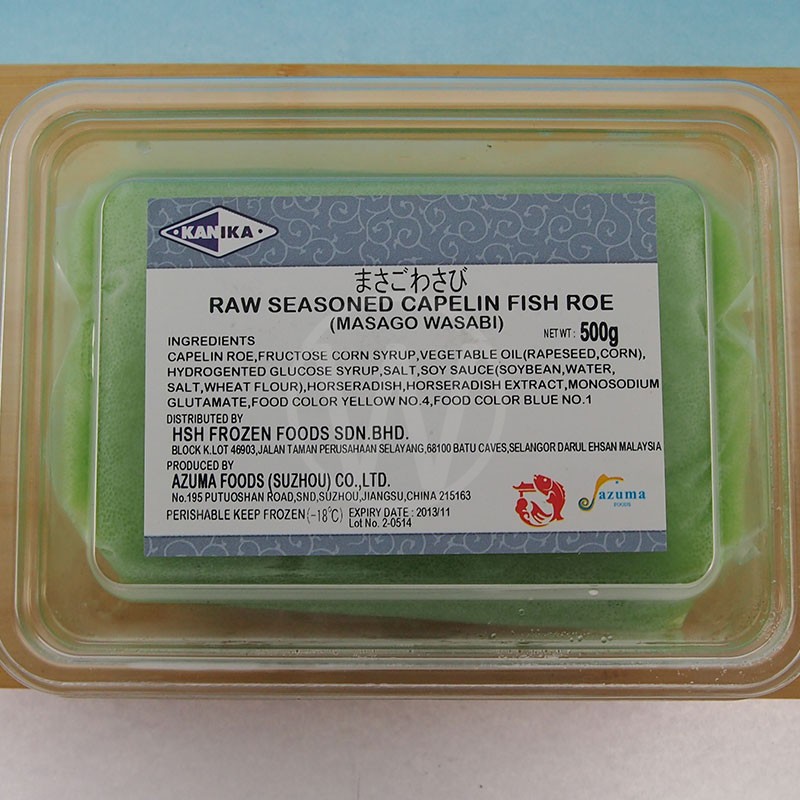 KANIKA
まさごわさび
RAW SEASONED CAPELIN FISH ROE
(MASAGO WASABI)
NET WT: 500g
INGREDIENTS
CAPELIN ROE,FRUCTOSE CORN SYRUP,VEGETABLE OIL(RAPESEED,CORN),
HYDROGENTED GLUCOSE SYRUP,SALT,SOY SAUCE(SOYBEAN,WATER,
SALT,WHEAT FLOUR),HORSERADISH,HORSERADISH EXTRACT,MONOSODIUM
GLUTAMATE,FOOD COLOR YELLOW NO.4,FOOD COLOR BLUE NO.1
DISTRIBUTED BY
HSH FROZEN FOODS SDN.BHD.
BLOCK K.LOT 46903,JALAN TAMAN PERUSAHAAN SELAYANG,68100 BATU CAVES,SELANGOR DARUL EHSAN MALAYSIA
PRODUCED BY
AZUMA FOODS (SUZHOU) CO.,LTD.
No.195 PUTUOSHAN ROAD,SND,SUZHOU,JIANGSU,CHINA 215163
PERISHABLE KEEP FROZEN(-18℃) EXPIRY DATE : 2013/11
Lot No. 2-0514
azuma
FOODS